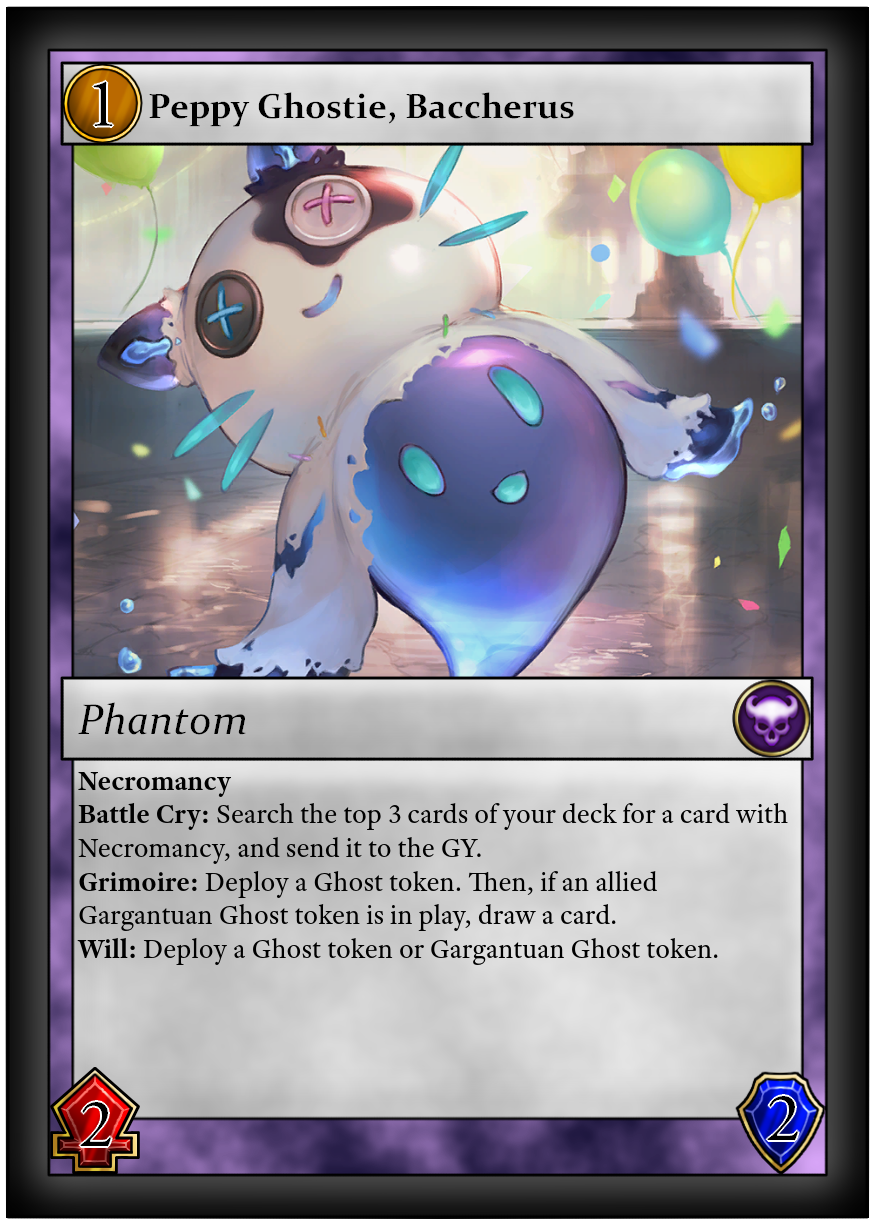 1
Peppy Ghostie, Baccherus
Phantom
Necromancy
Battle Cry: Search the top 3 cards of your deck for a card with
Necromancy, and send it to the GY.
Grimoire: Deploy a Ghost token. Then, if an allied
Gargantuan Ghost token is in play, draw a card.
Will: Deploy a Ghost token or Gargantuan Ghost token.
2
2